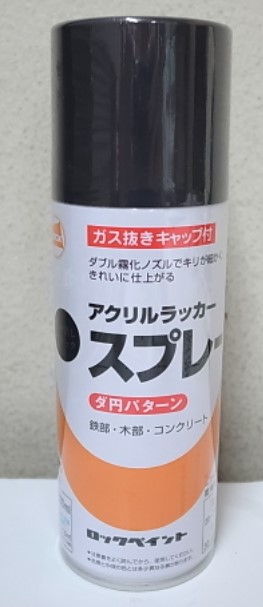 ガス抜きキャップ付
ダブル霧化ノズルでキリが細かく
きれいに仕上がる
アクリルラッカー
スプレー
ダ円パターン
鉄部・木部・コンクリート
ロックペイント